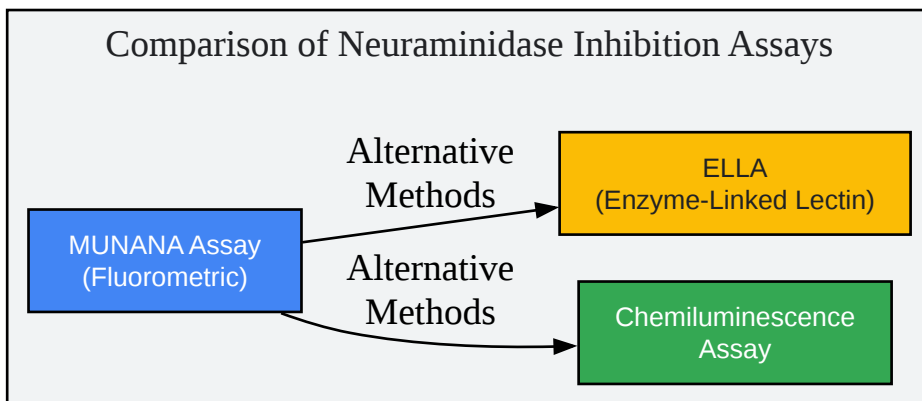 Comparison of Neuraminidase Inhibition Assays
Alternative
Methods
ELLA
(Enzyme-Linked Lectin)
MUNANA Assay
(Fluorometric)
Alternative
Methods
Chemiluminescence
Assay